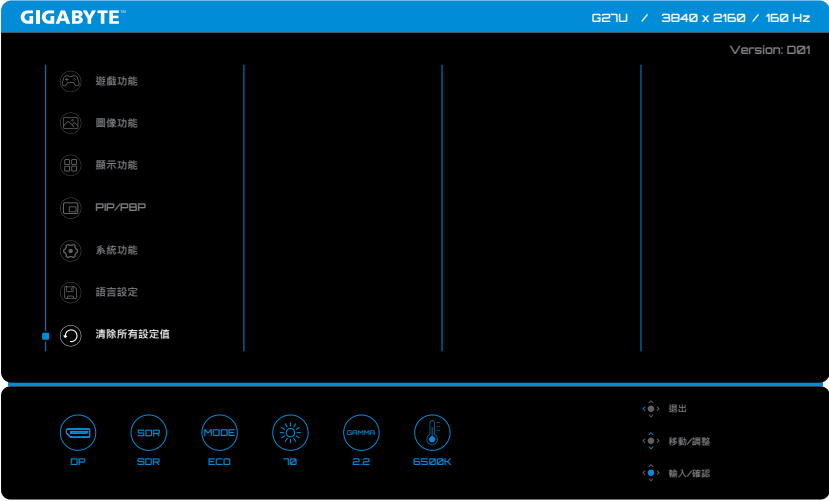 GIGABYTE™
G27U / 3840 x 2160 / 160 Hz
Version: D01
遊戲功能
圖像功能
顯示功能
PIP/PBP
系統功能
語言設定
清除所有設定值
SDR MODE GAMMA
DP SDR ECO 70 2.2 6500K
退出
移動/調整
輸入/確認